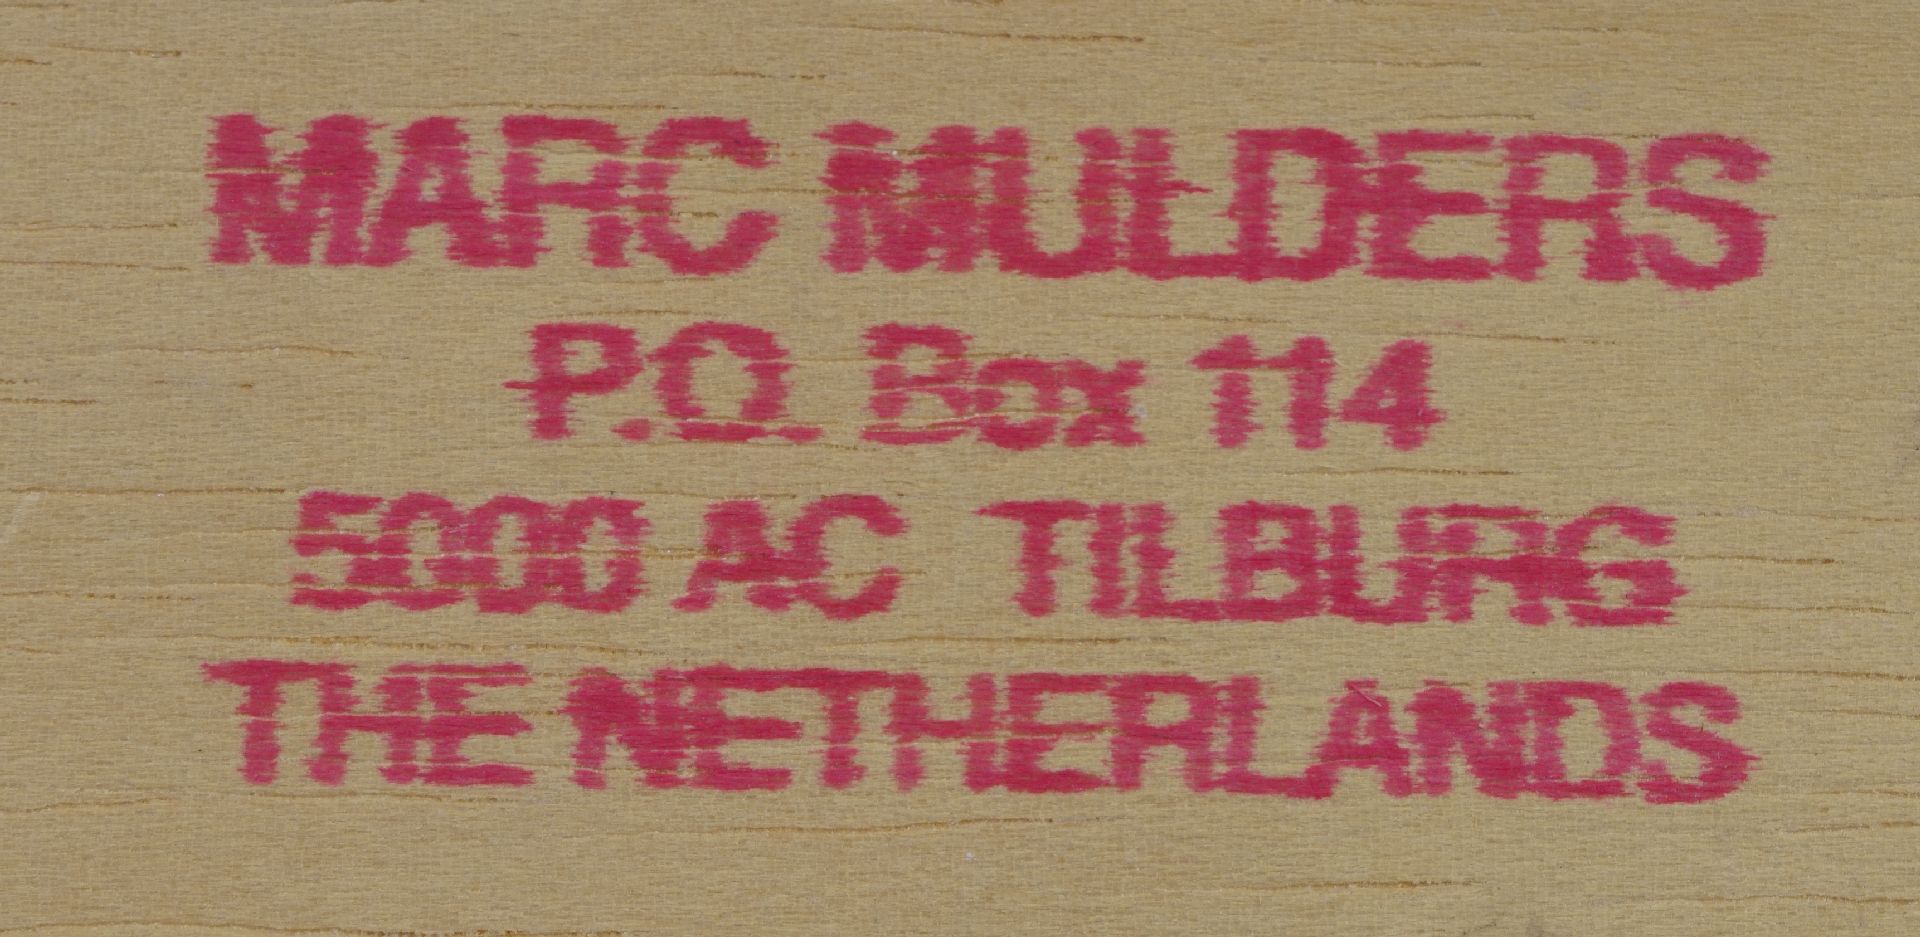 MARC MULDERS
P.O. Box 114
5000 AC TILBURG
THE NETHERLANDS